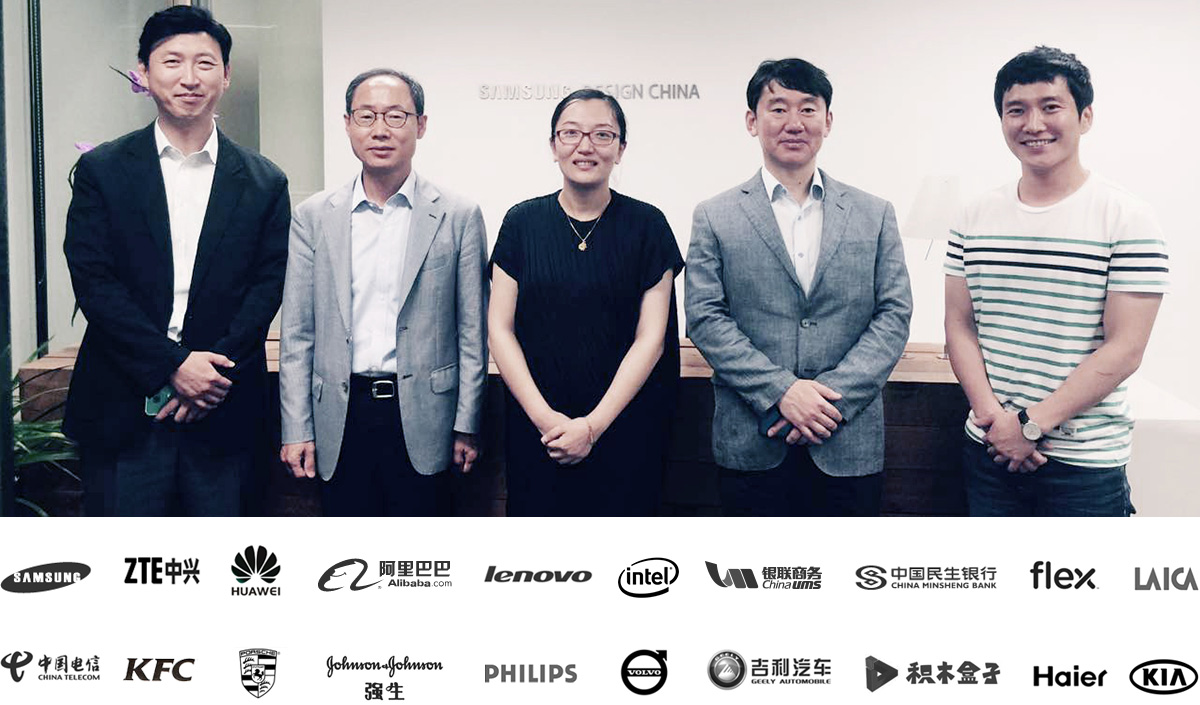 SAMSUNG DESIGN CHINA
SAMSUNG
ZTE中兴
HUAWEI
阿里巴巴
Alibaba.com
lenovo
intel
银联商务
Chinaums
中国民生银行
CHINA MINSHENG BANK
flex
LAICA
中国电信
CHINA TELECOM
KFC
PORSCHE
Johnson & Johnson
强生
PHILIPS
VOLVO
GEELY
吉利汽车
GEELY AUTOMOBILE
积木盒子
Haier
KIA